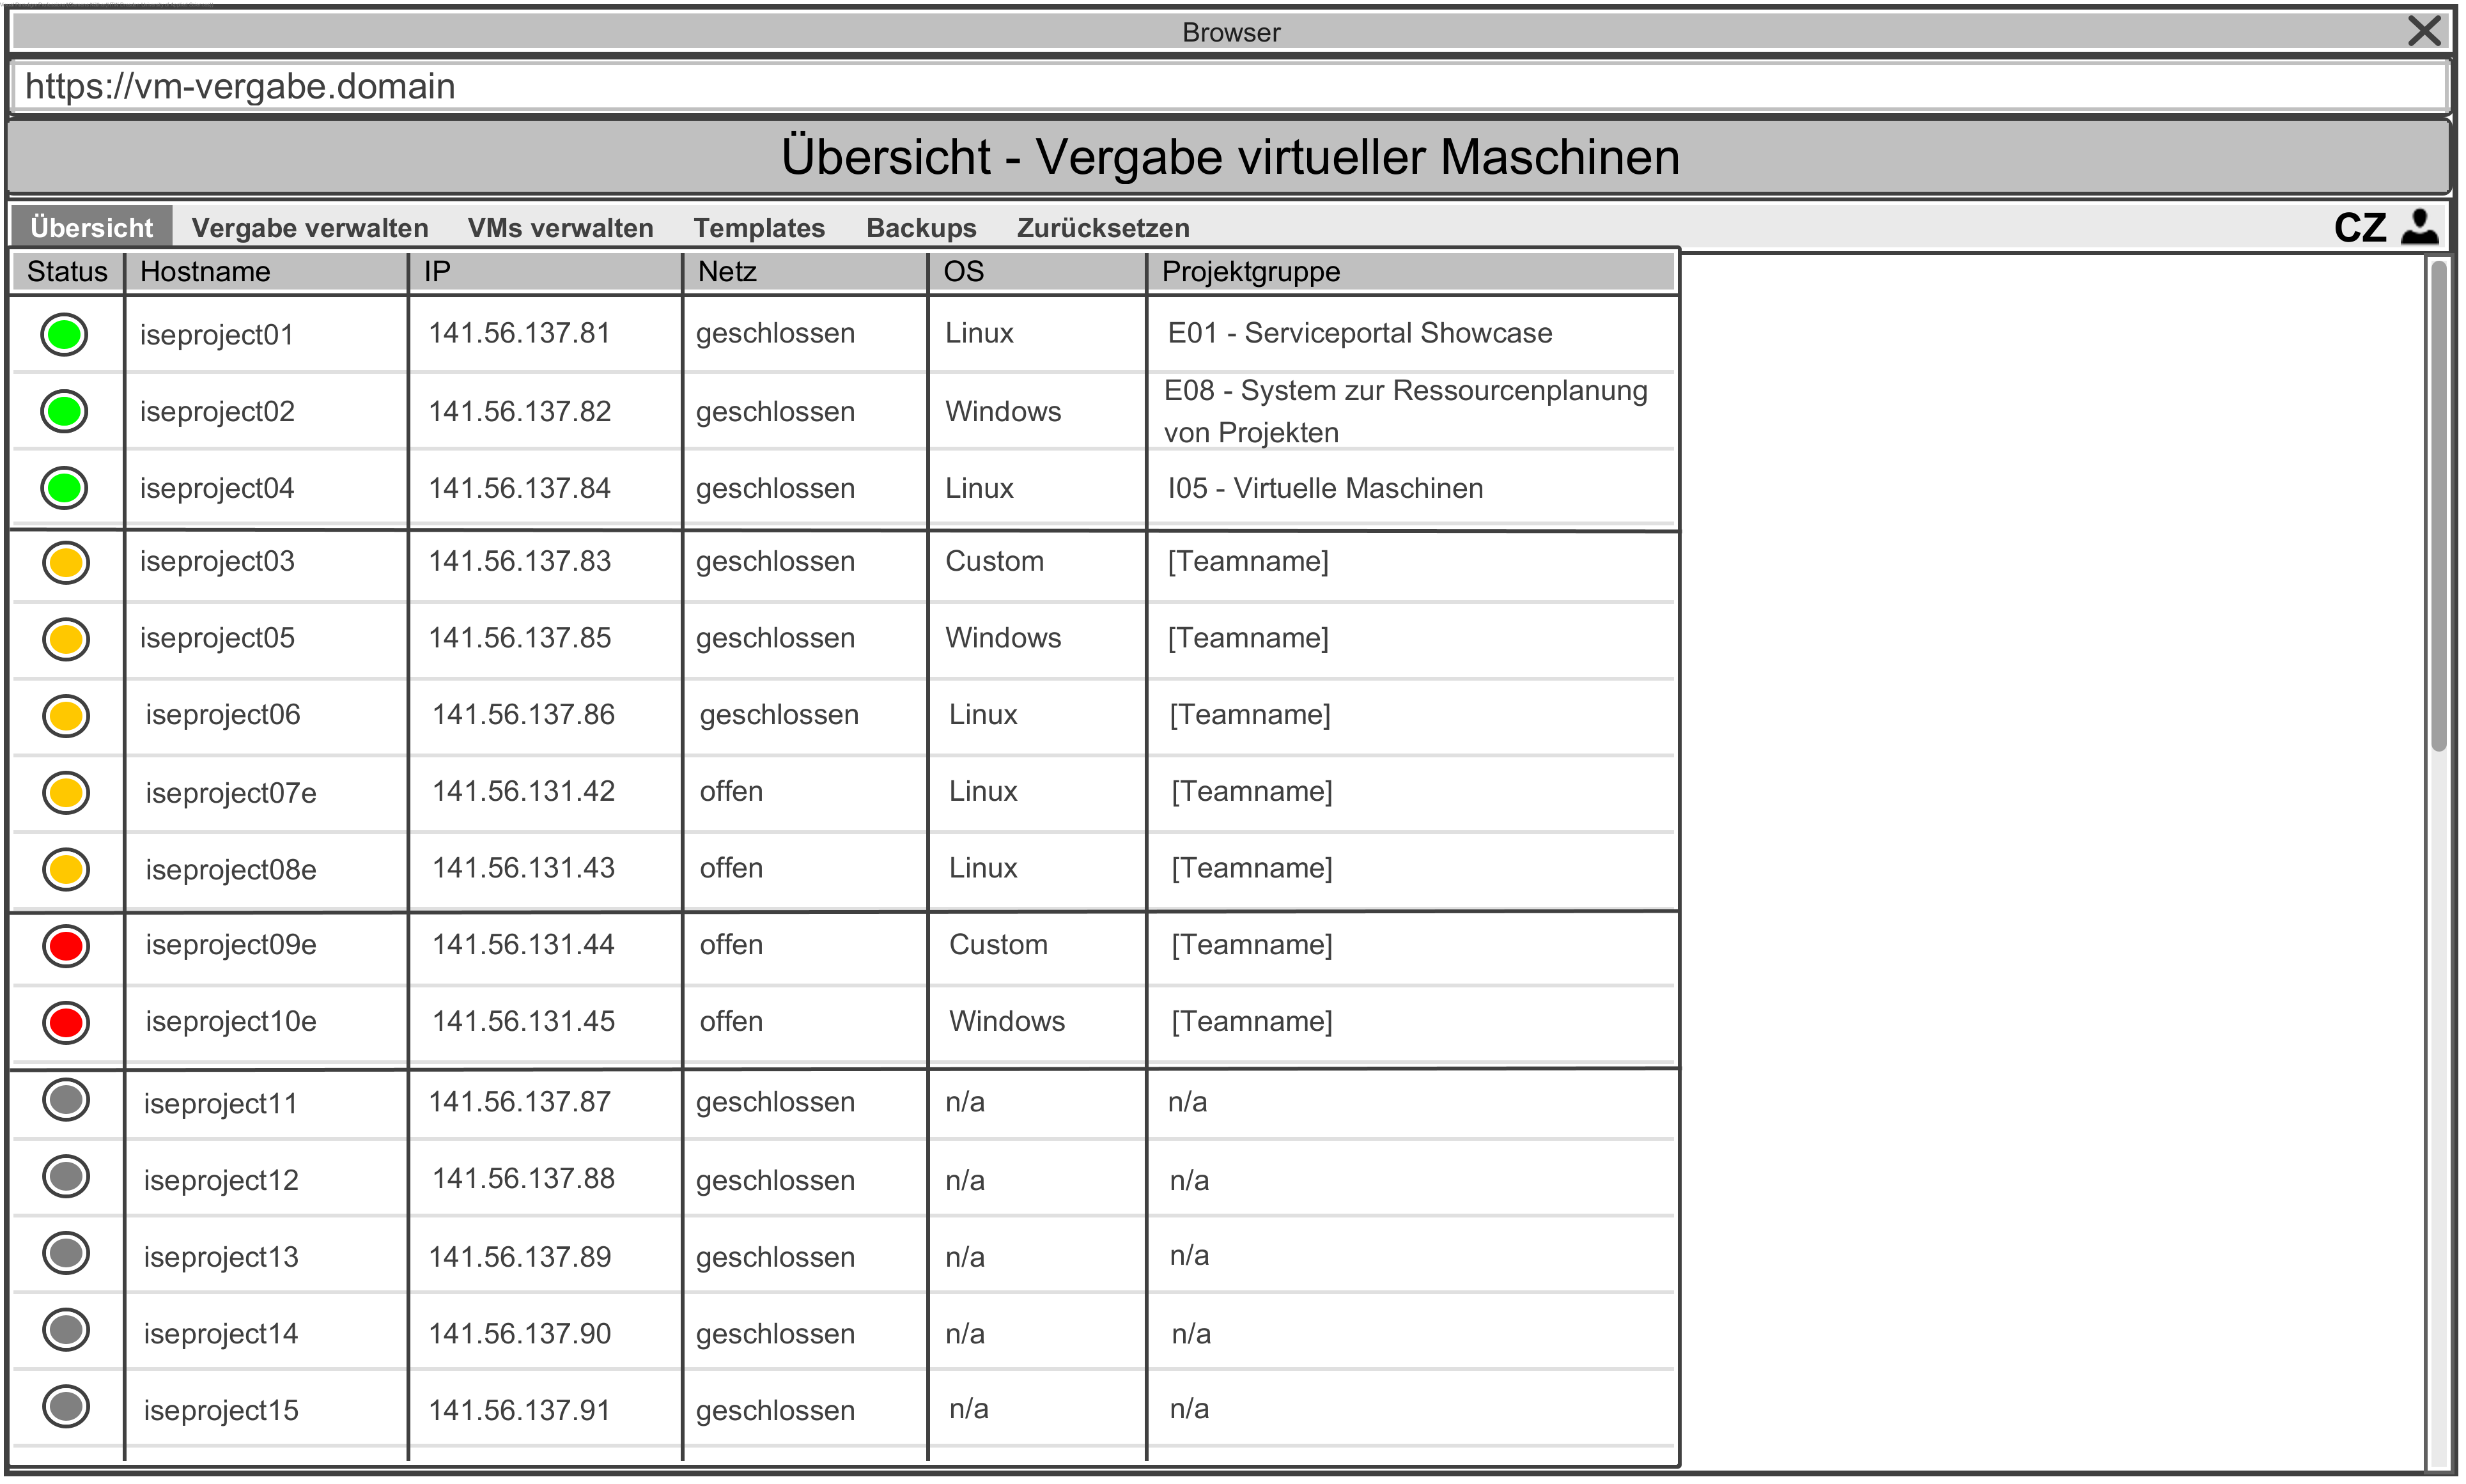 Browser
https://vm-vergabe.domain
Übersicht - Vergabe virtueller Maschinen
Übersicht Vergabe verwalten VMs verwalten Templates Backups Zurücksetzen CZ
Status Hostname IP Netz OS Projektgruppe
iseproject01 141.56.137.81 geschlossen Linux E01 - Serviceportal Showcase
iseproject02 141.56.137.82 geschlossen Windows E08 - System zur Ressourcenplanung
von Projekten
iseproject04 141.56.137.84 geschlossen Linux I05 - Virtuelle Maschinen
iseproject03 141.56.137.83 geschlossen Custom [Teamname]
iseproject05 141.56.137.85 geschlossen Windows [Teamname]
iseproject06 141.56.137.86 geschlossen Linux [Teamname]
iseproject07e 141.56.131.42 offen Linux [Teamname]
iseproject08e 141.56.131.43 offen Linux [Teamname]
iseproject09e 141.56.131.44 offen Custom [Teamname]
iseproject10e 141.56.131.45 offen Windows [Teamname]
iseproject11 141.56.137.87 geschlossen n/a n/a
iseproject12 141.56.137.88 geschlossen n/a n/a
iseproject13 141.56.137.89 geschlossen n/a n/a
iseproject14 141.56.137.90 geschlossen n/a n/a
iseproject15 141.56.137.91 geschlossen n/a n/a